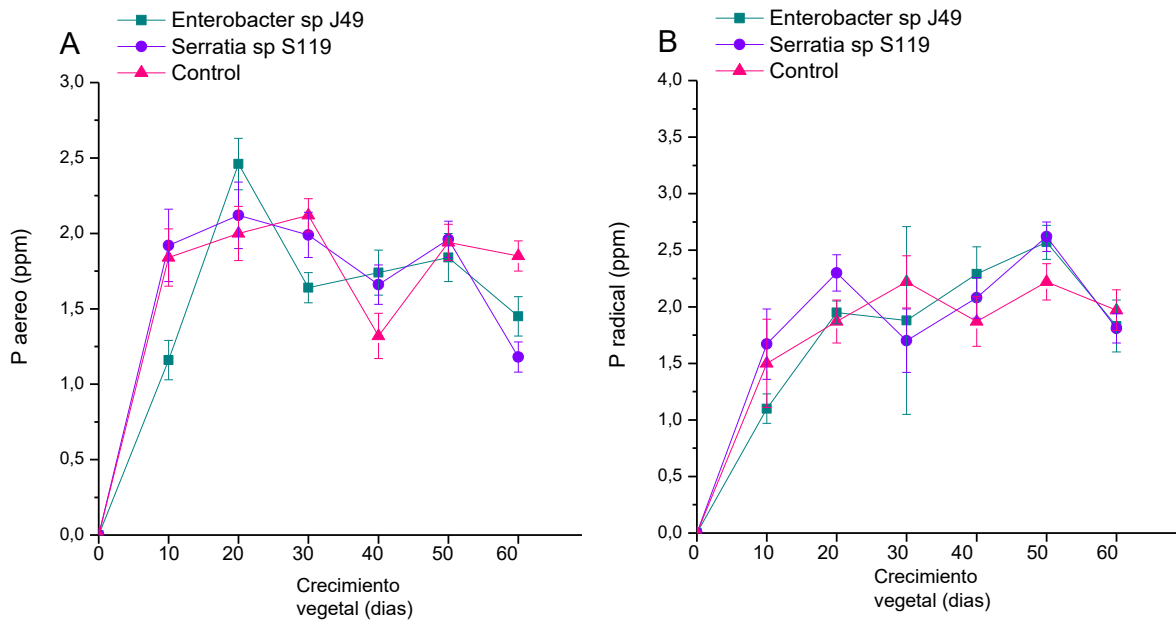 Enterobacter sp J49
Serratia sp S119
Control
A
3,0
2,5
2,0
1,5
1,0
0,5
0,0
P aereo (ppm)
0 10 20 30 40 50 60
Crecimiento
vegetal (dias)
Enterobacter sp J49
Serratia sp S119
Control
B
4,0
3,5
3,0
2,5
2,0
1,5
1,0
0,5
0,0
P radical (ppm)
0 10 20 30 40 50 60
Crecimiento
vegetal (dias)